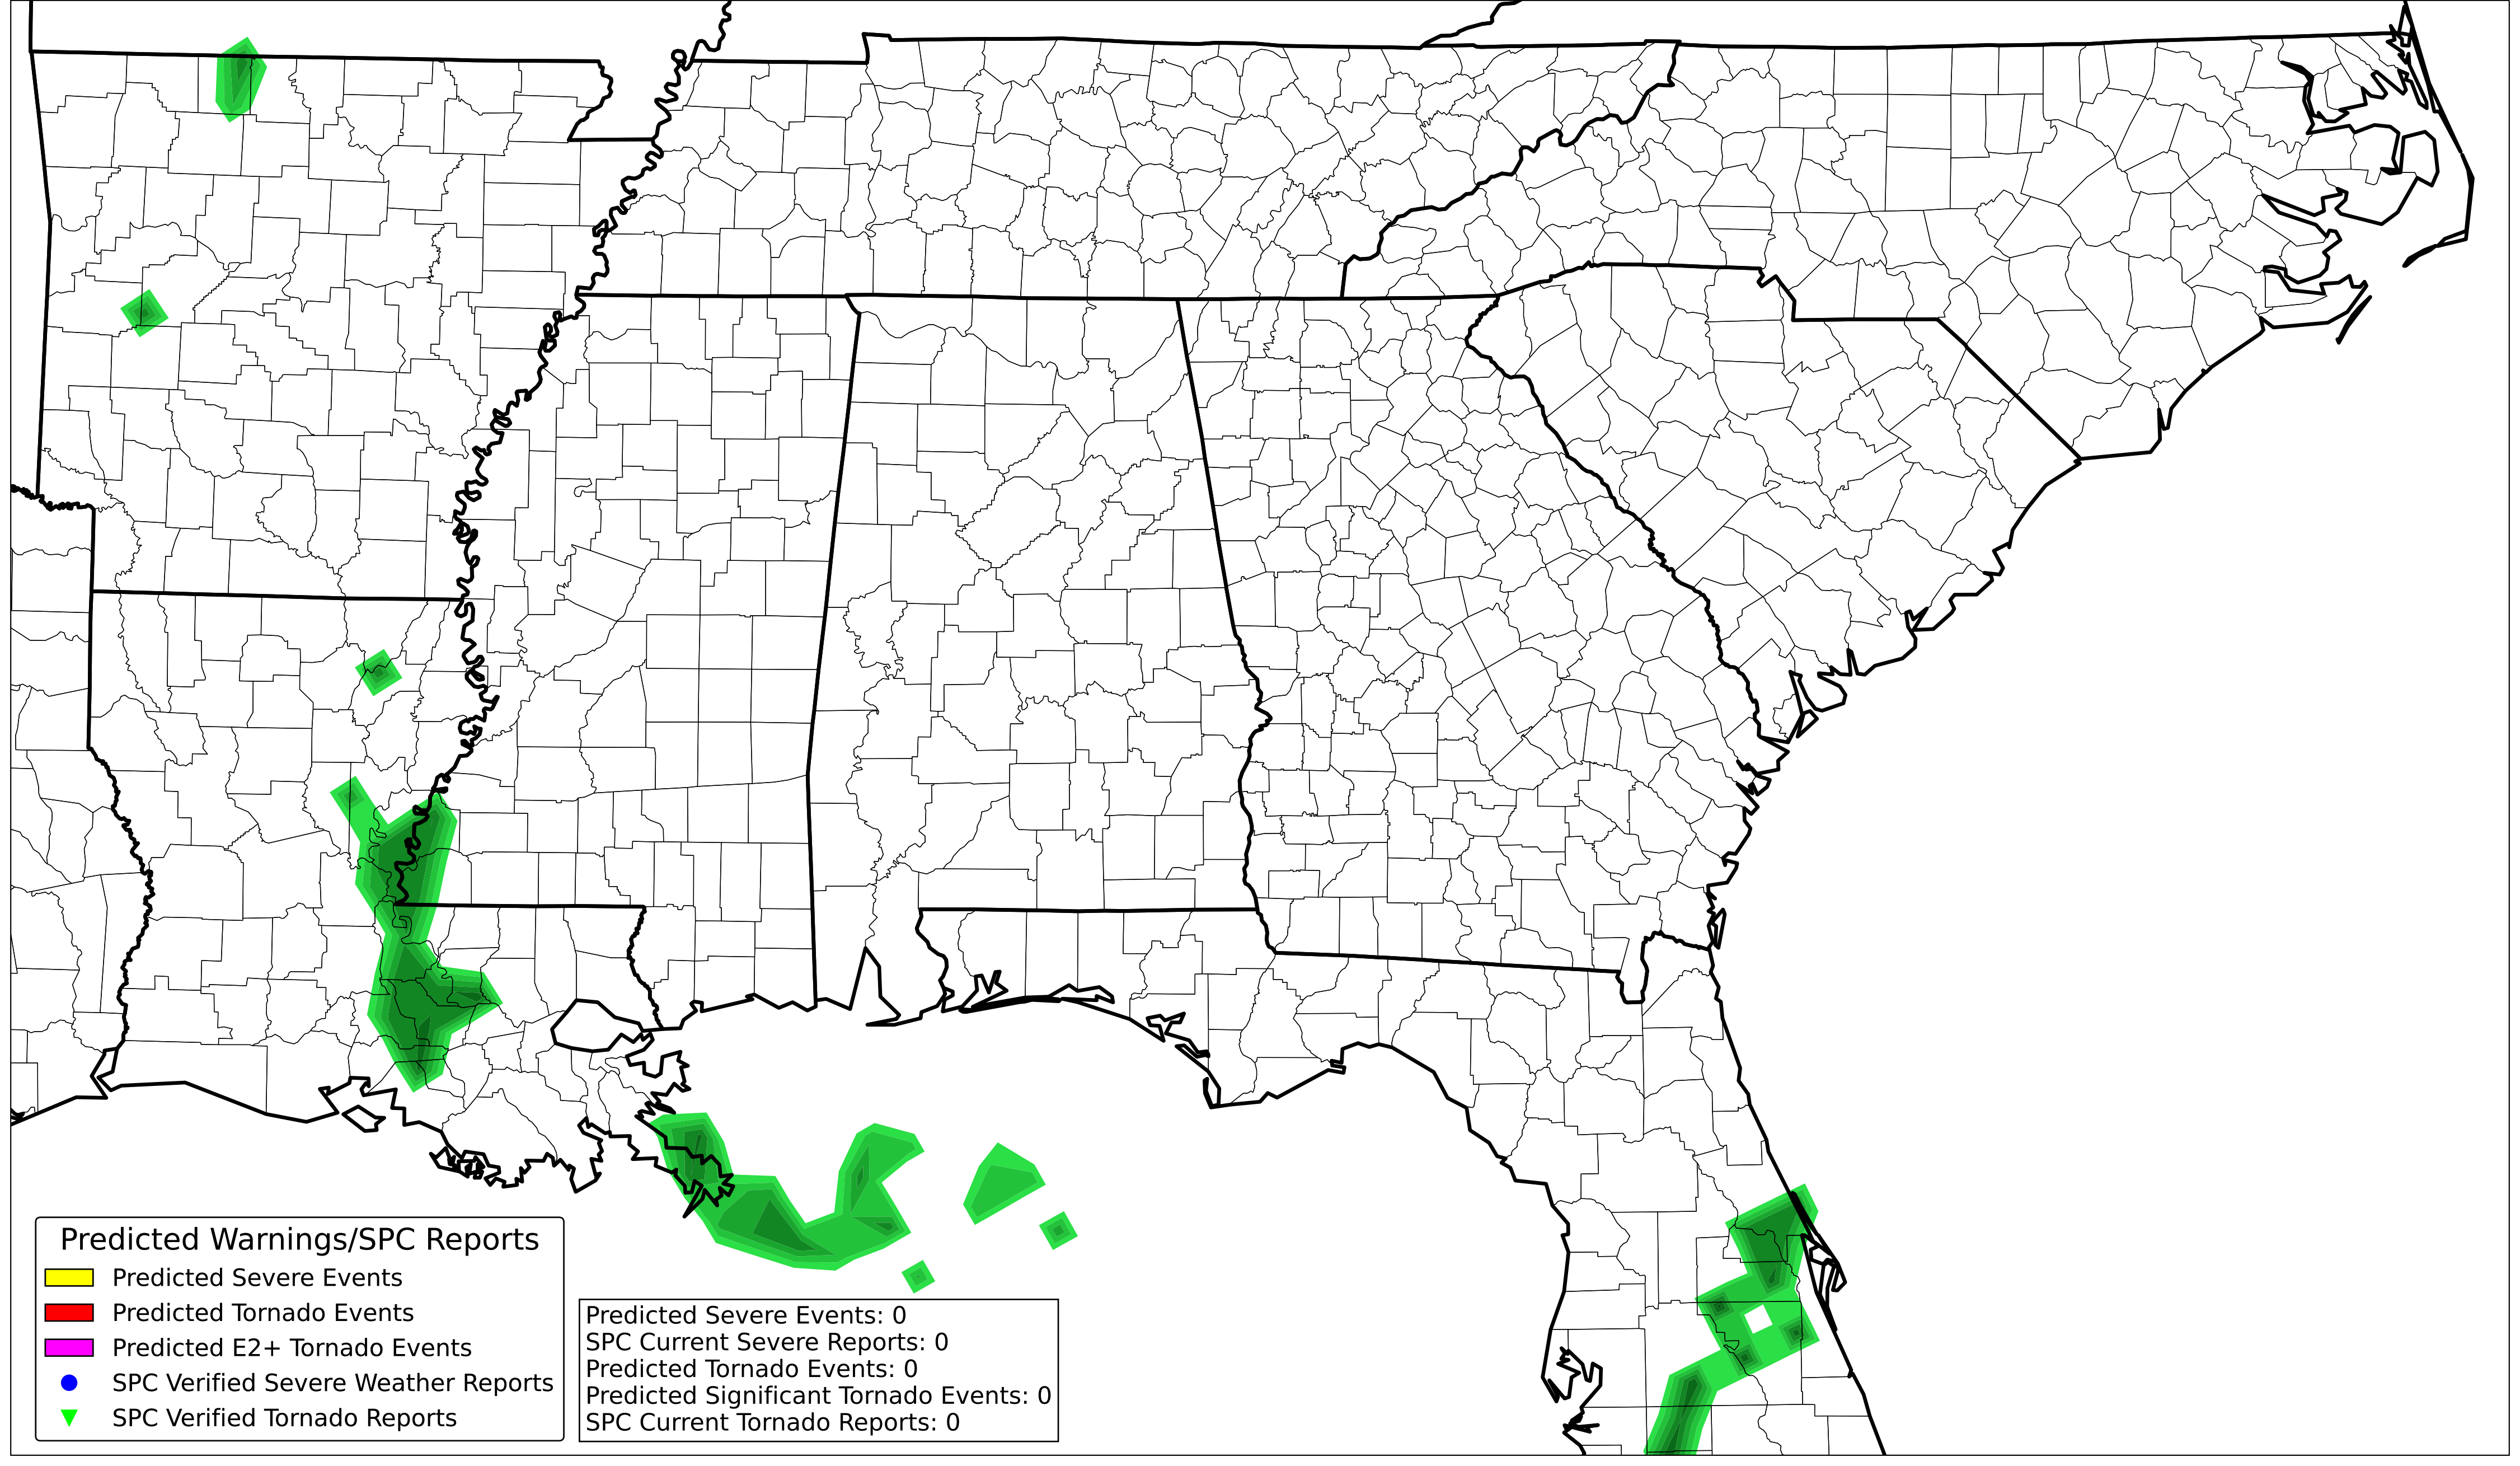 Predicted Warnings/SPC Reports
Predicted Severe Events
Predicted Tornado Events
Predicted E2+ Tornado Events
SPC Verified Severe Weather Reports
SPC Verified Tornado Reports
Predicted Severe Events: 0
SPC Current Severe Reports: 0
Predicted Tornado Events: 0
Predicted Significant Tornado Events: 0
SPC Current Tornado Reports: 0